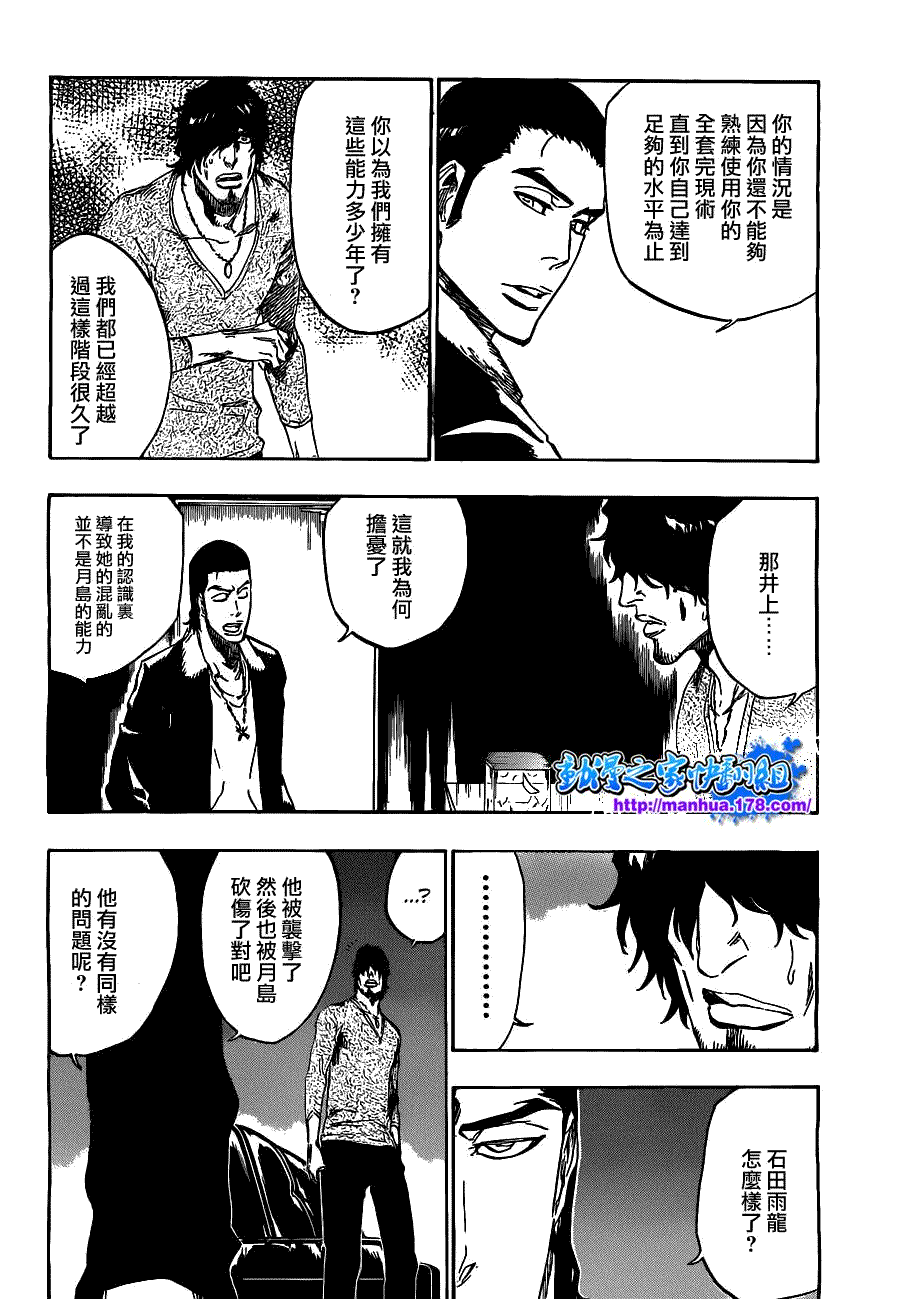 你的情況是
因為你還不能夠
熟練使用你的
全套完現術
直到你自己達到
足夠的水平為止
你以為我們擁有
這些能力多少年了?
我們都已經超越
過這樣階段很久了
那井上……
這就我為何
擔憂了
在我的認識裏
導致她的混亂的
並不是月島的能力
動漫之家快翻組
http://manhua.178.com/
………
石田雨龍
怎麼樣了?
...?
他被襲擊了
然後也被月島
砍傷了對吧
他有沒有同樣
的問題呢?